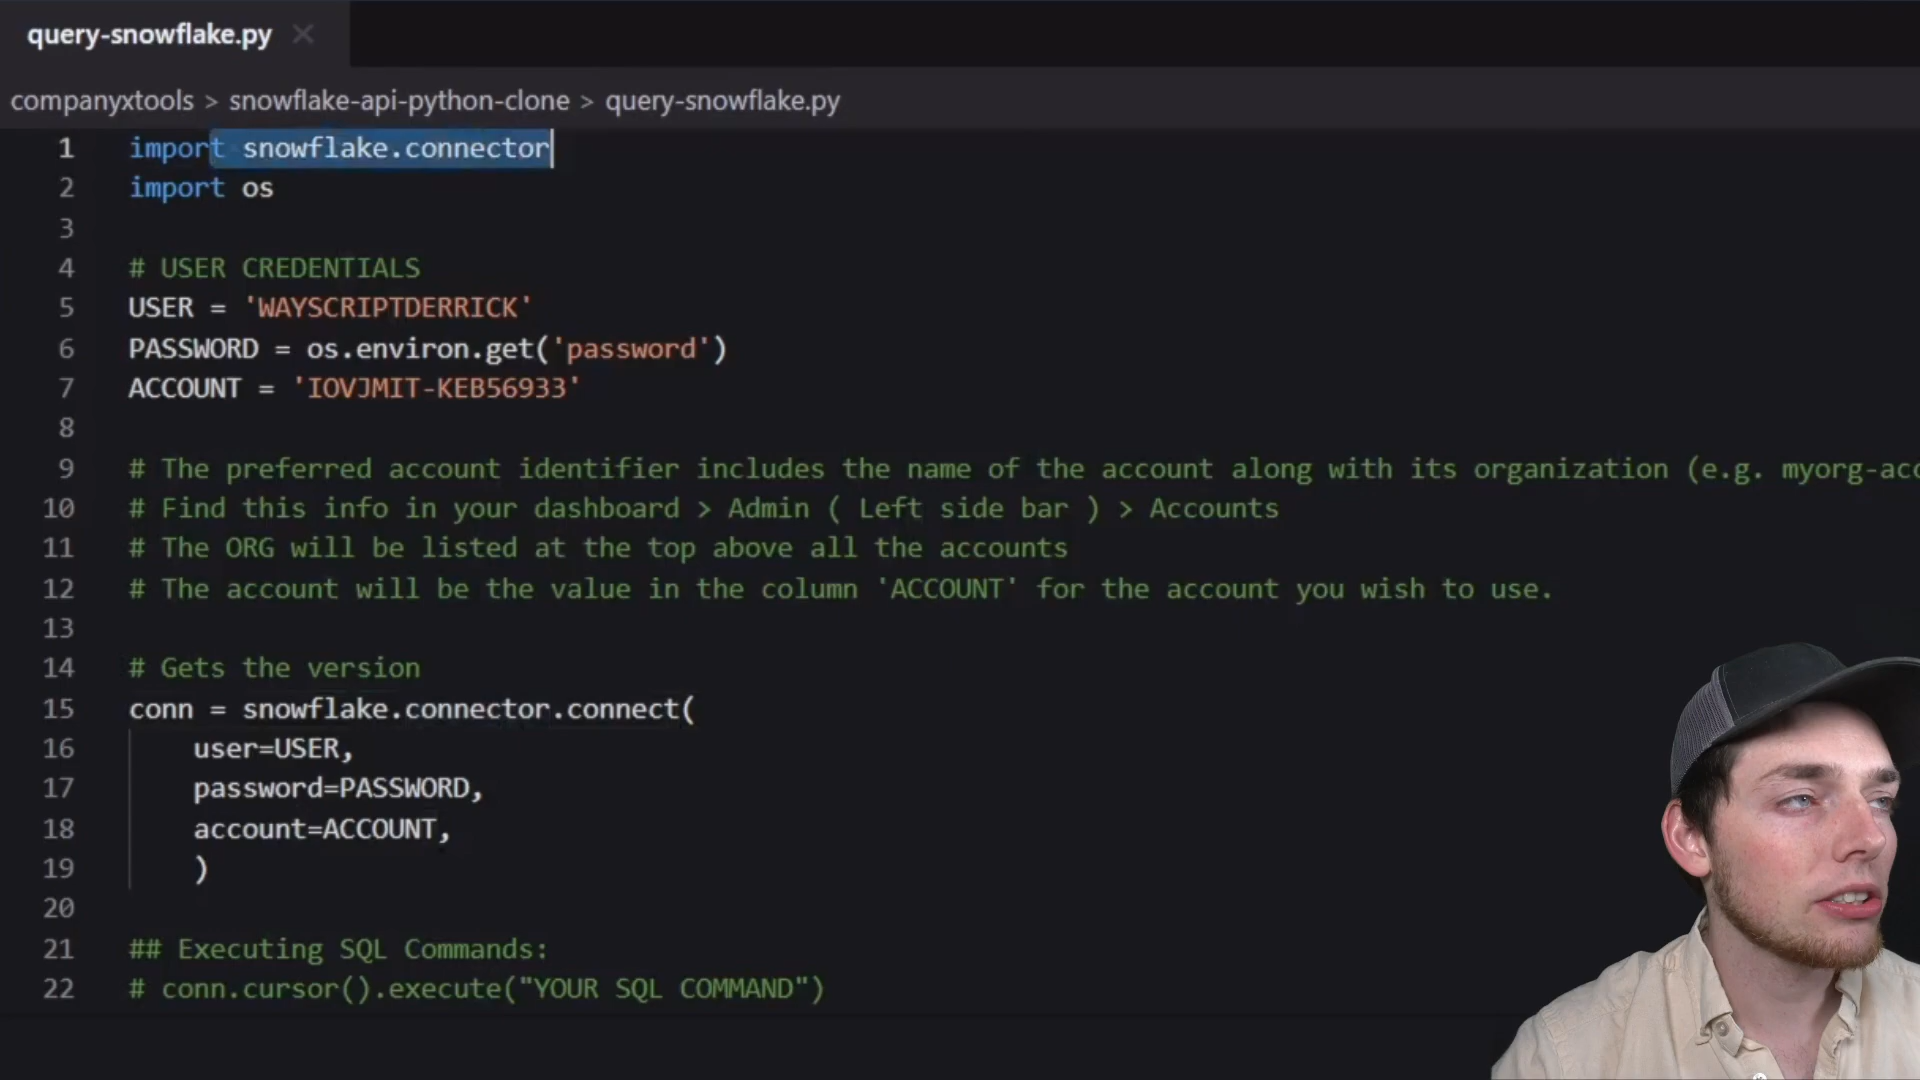 query-snowflake.py
companyxtools > snowflake-api-python-clone > query-snowflake.py
1 import snowflake.connector
2 import os
3
4 # USER CREDENTIALS
5 USER = 'WAYSCRIPTDERRICK'
6 PASSWORD = os.environ.get('password')
7 ACCOUNT = 'IOVJMIT-KEB56933'
8
9 # The preferred account identifier includes the name of the account along with its organization (e.g. myorg-acc
10 # Find this info in your dashboard > Admin ( Left side bar ) > Accounts
11 # The ORG will be listed at the top above all the accounts
12 # The account will be the value in the column 'ACCOUNT' for the account you wish to use.
13
14 # Gets the version
15 conn = snowflake.connector.connect(
16 user=USER,
17 password=PASSWORD,
18 account=ACCOUNT,
19 )
20
21 ## Executing SQL Commands:
22 # conn.cursor().execute("YOUR SQL COMMAND")